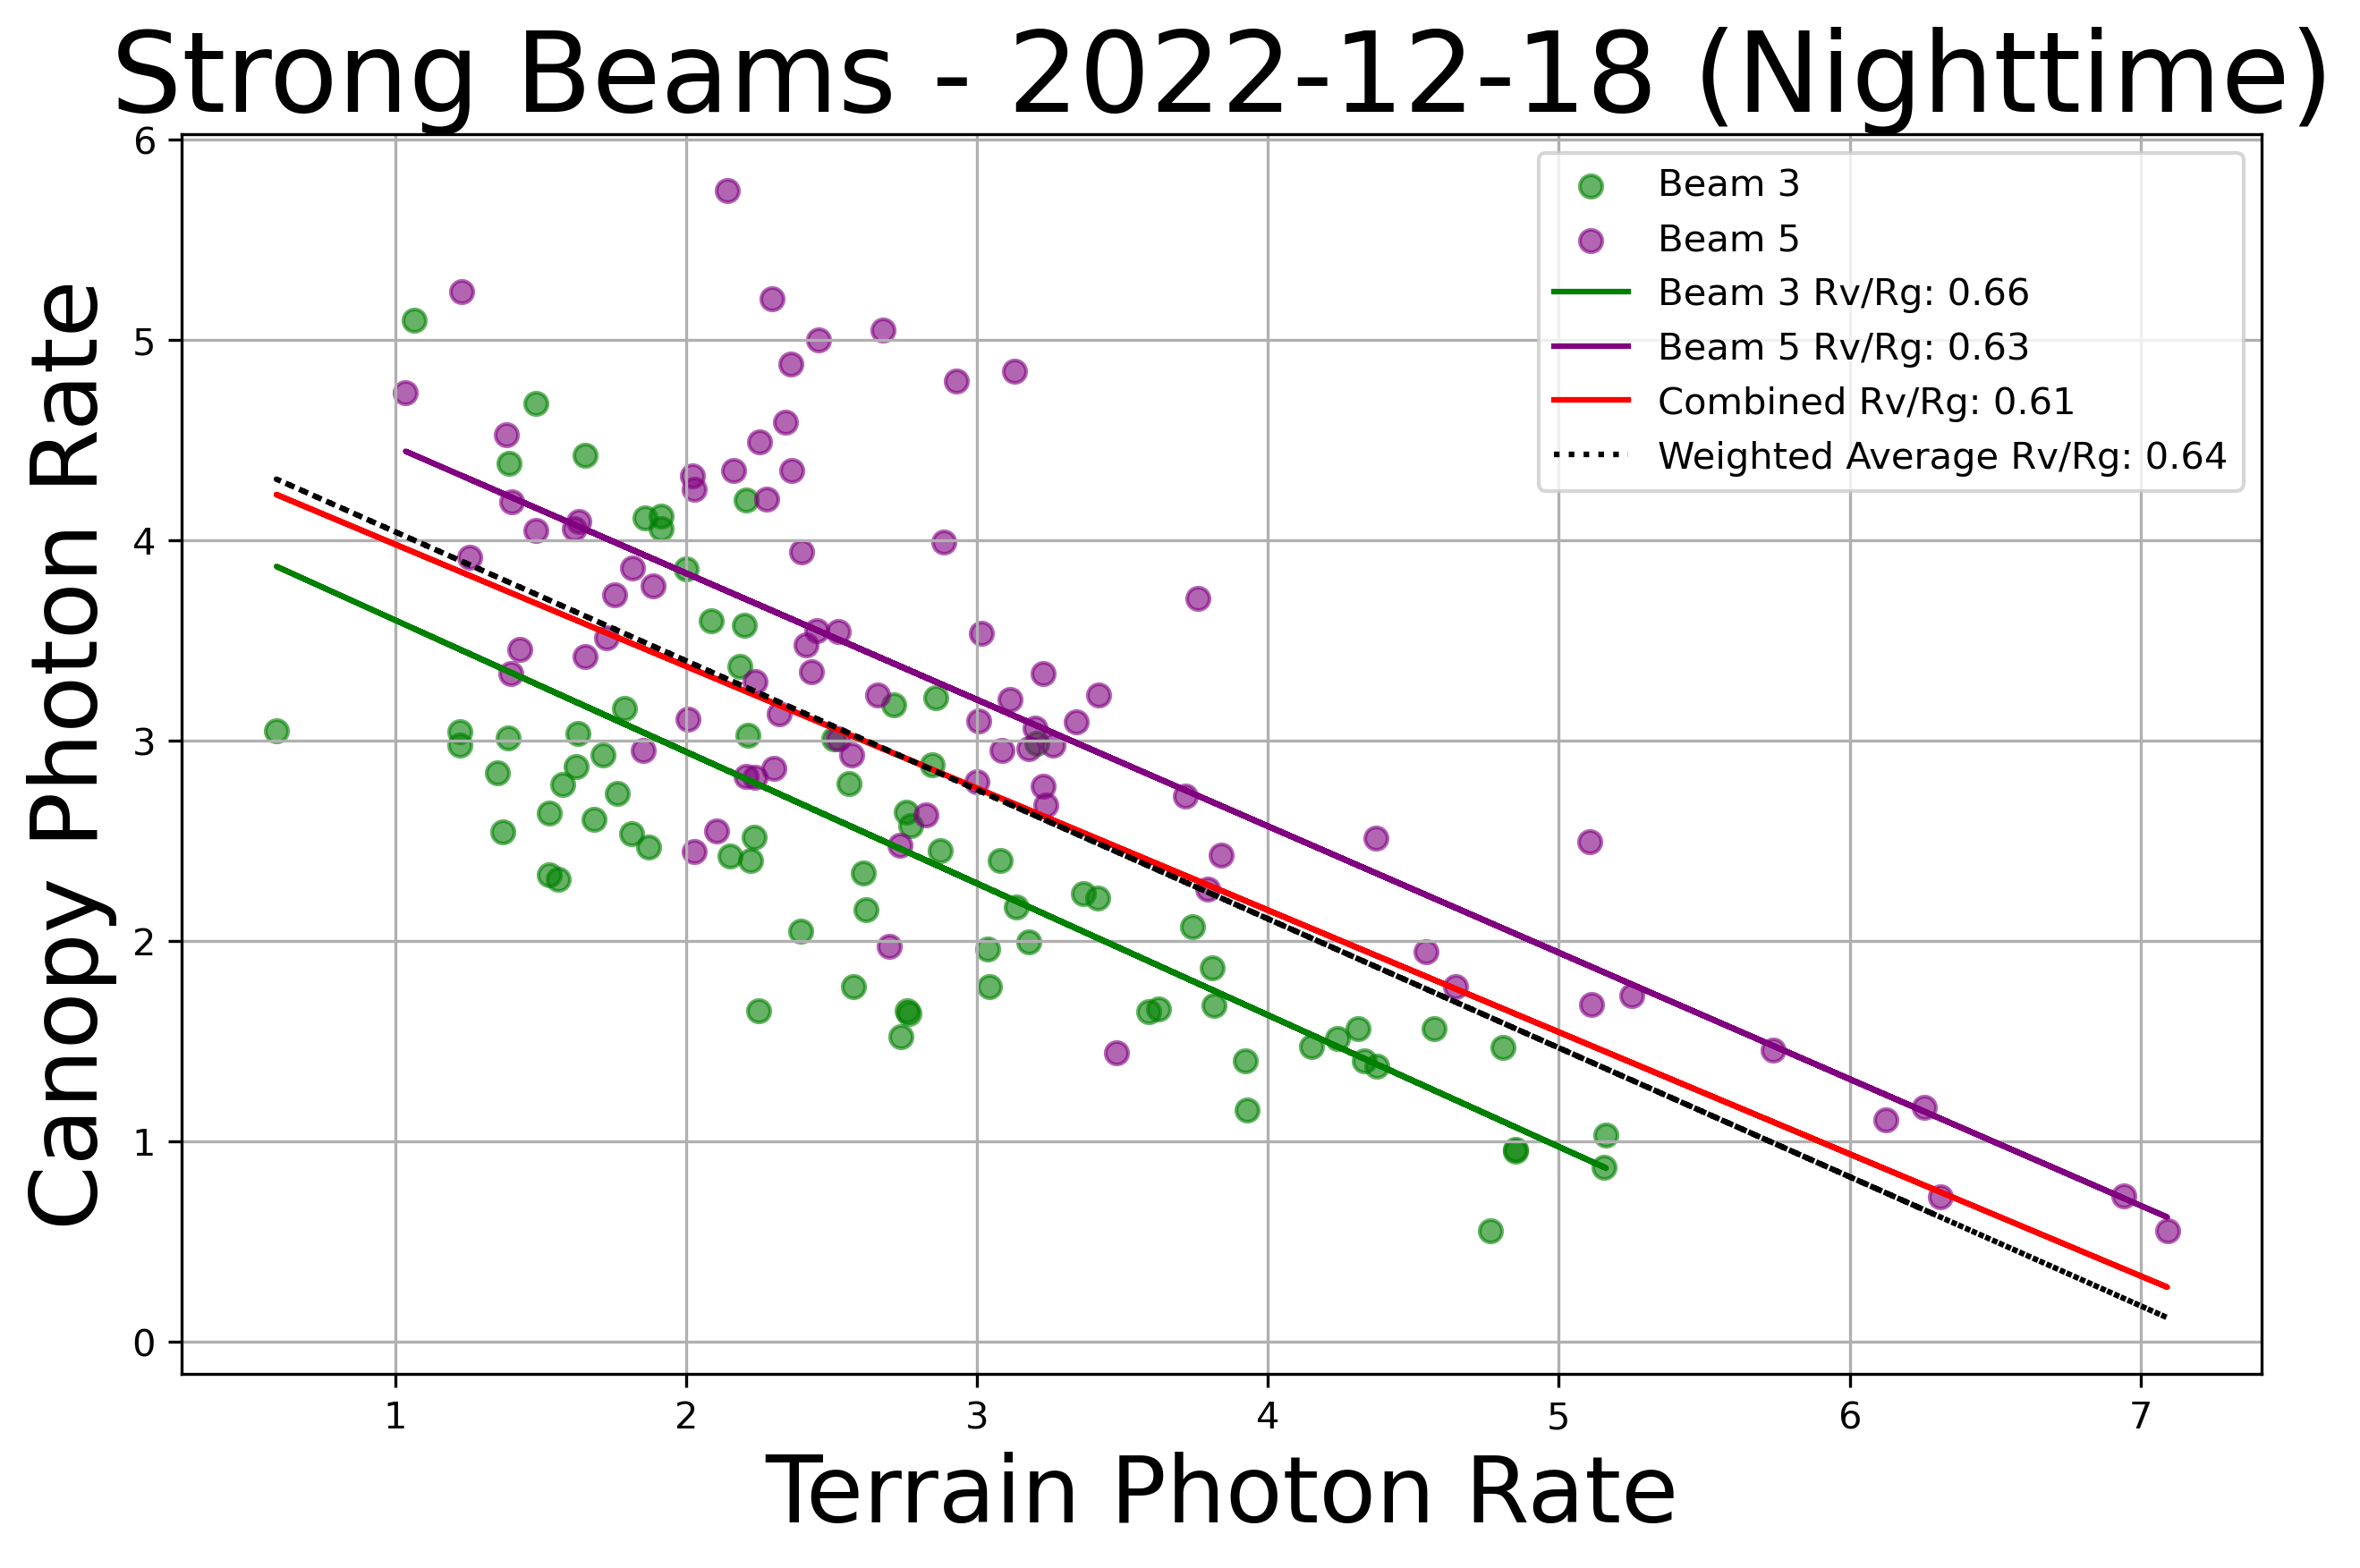 Strong Beams - 2022-12-18 (Nighttime)
Canopy Photon Rate
6
5
4
3
2
1
0
Beam 3
Beam 5
Beam 3 Rv/Rg: 0.66
Beam 5 Rv/Rg: 0.63
Combined Rv/Rg: 0.61
Weighted Average Rv/Rg: 0.64
1 2 3 4 5 6 7
Terrain Photon Rate